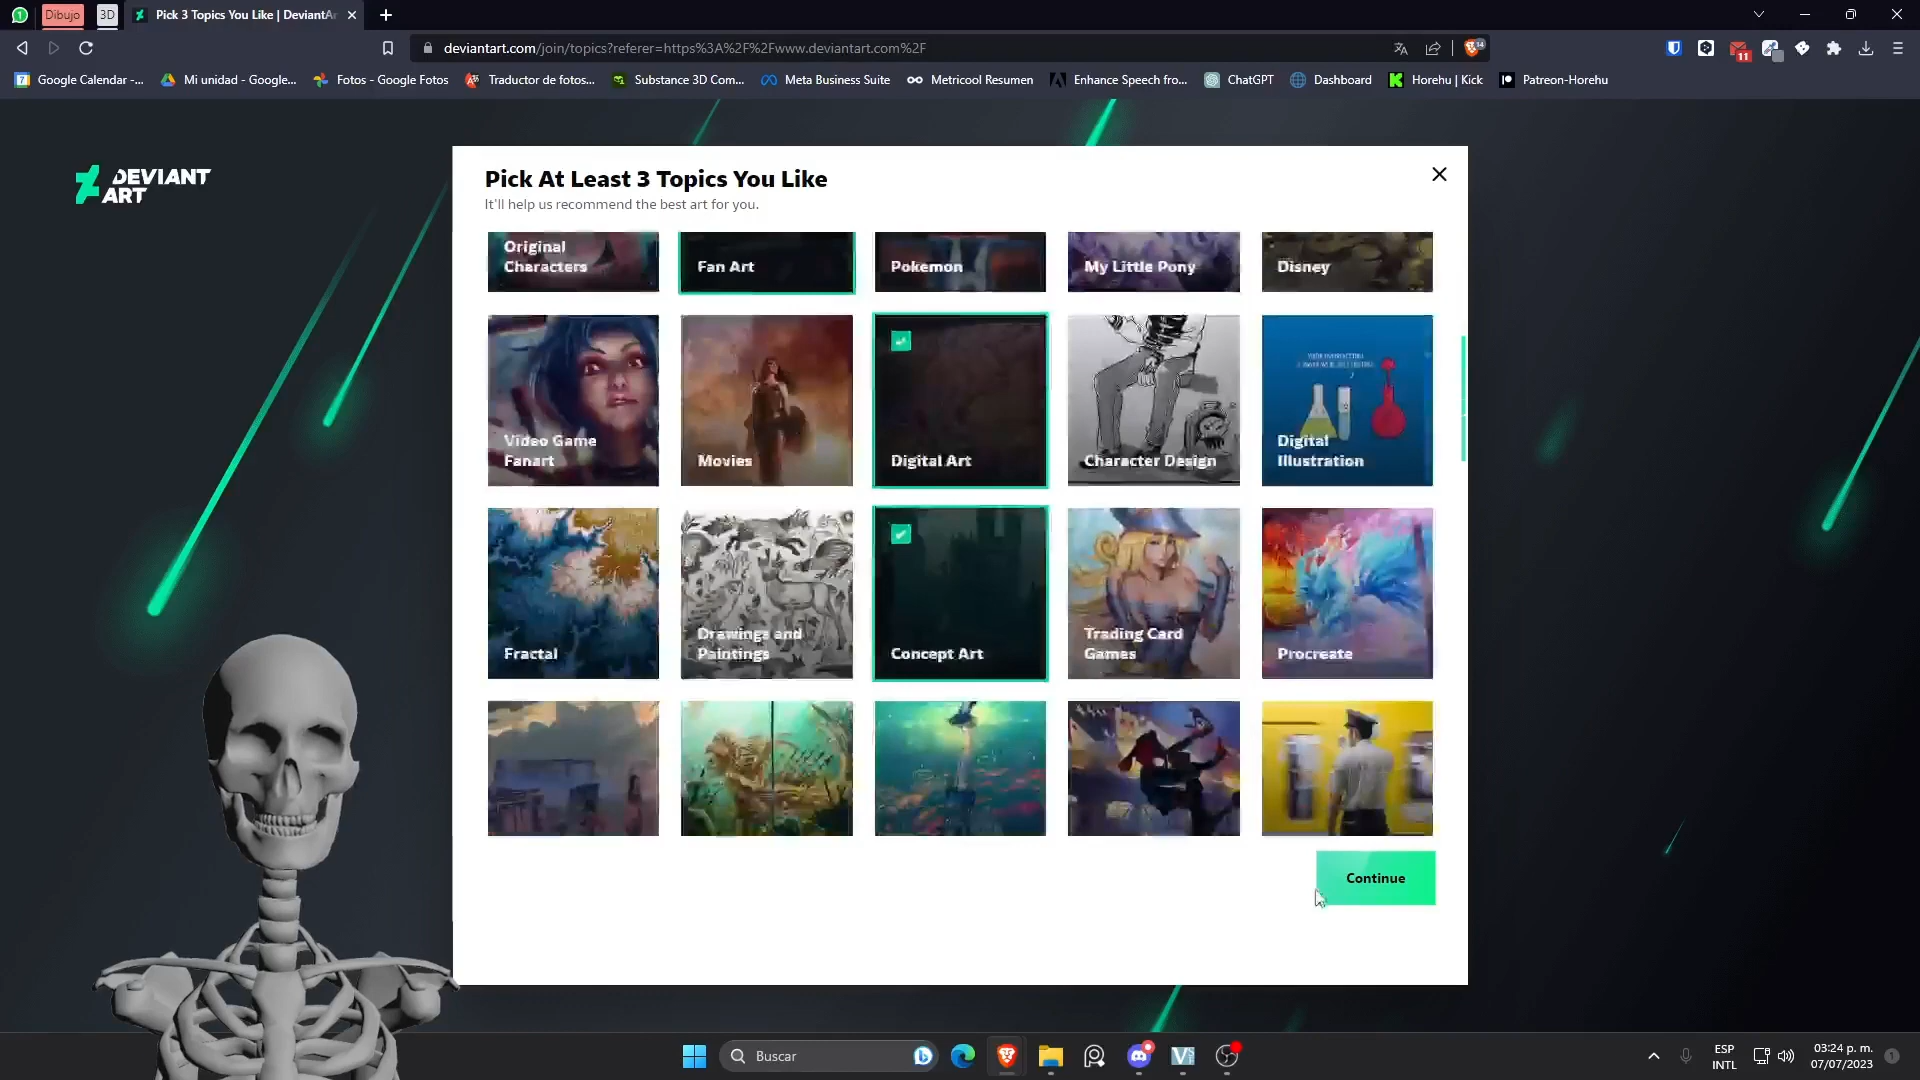 Dibujo
3D
Pick 3 Topics You Like | DeviantAr
deviantart.com/join/topics?referer=https%3A%2F%2Fwww.deviantart.com%2F
14
11
Google Calendar -...
Mi unidad - Google...
Fotos - Google Fotos
Traductor de fotos...
Substance 3D Com...
Meta Business Suite
Metricool Resumen
Enhance Speech fro...
ChatGPT
Dashboard
Horehu | Kick
Patreon-Horehu
DEVIANT
ART
Pick At Least 3 Topics You Like
It'll help us recommend the best art for you.
Original
Characters
Fan Art
Pokemon
My Little Pony
Disney
Video Game
Fanart
Movies
Digital Art
Character Design
Digital
Illustration
Fractal
Drawings and
Paintings
Concept Art
Trading Card
Games
Procreate
Continue
Buscar
ESP
INTL
03:24 p. m.
07/07/2023